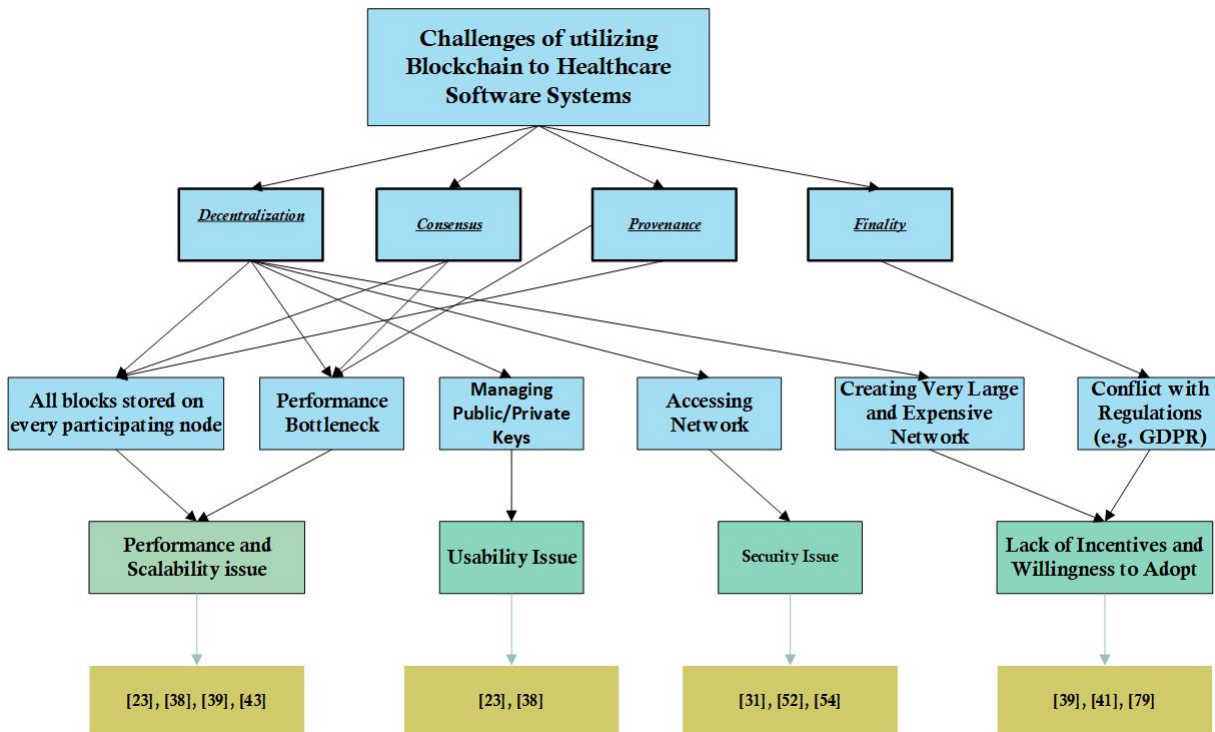 Challenges of utilizing
Blockchain to Healthcare
Software Systems
Decentralization
Consensus
Provenance
Finality
All blocks stored on
every participating node
Performance
Bottleneck
Managing
Public/Private
Keys
Accessing
Network
Creating Very Large
and Expensive
Network
Conflict with
Regulations
(e.g. GDPR)
Performance and
Scalability issue
Usability Issue
Security Issue
Lack of Incentives and
Willingness to Adopt
[23], [38], [39], [43]
[23], [38]
[31], [52], [54]
[39], [41], [79]